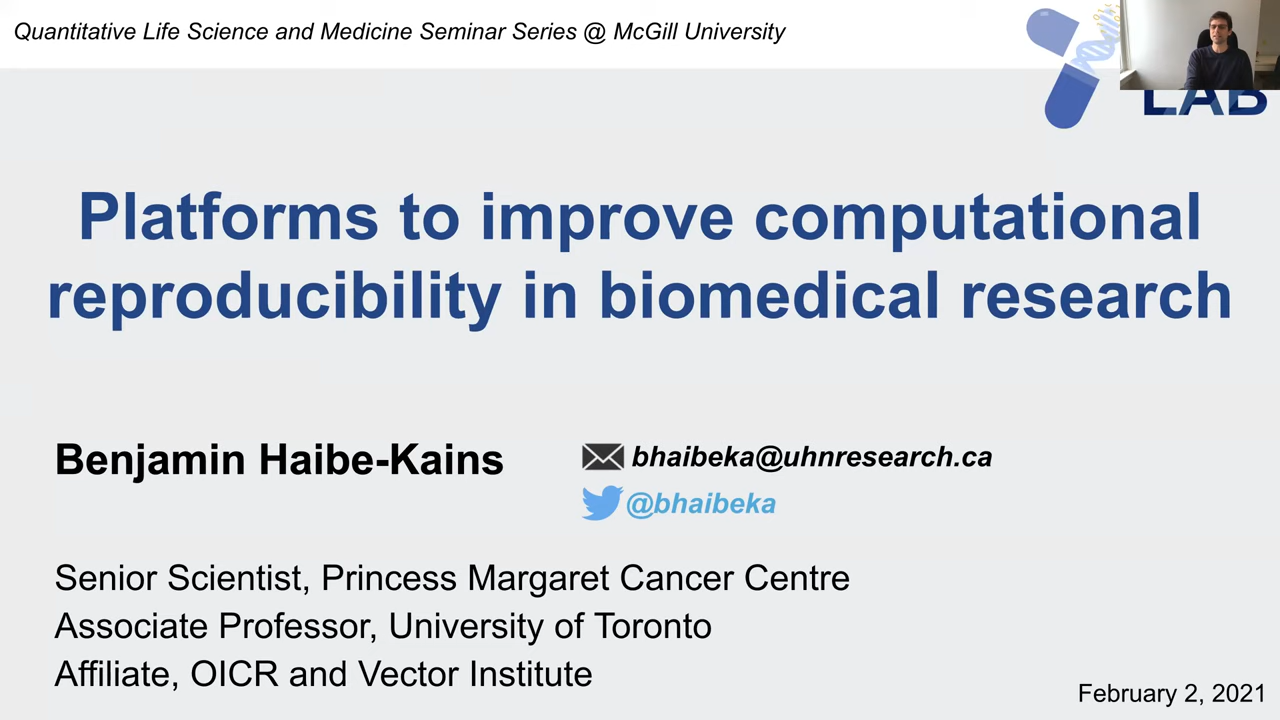 Quantitative Life Science and Medicine Seminar Series @ McGill University
LAB
Platforms to improve computational
reproducibility in biomedical research
Benjamin Haibe-Kains
bhaibeka@uhnresearch.ca
@bhaibeka
Senior Scientist, Princess Margaret Cancer Centre
Associate Professor, University of Toronto
Affiliate, OICR and Vector Institute
February 2, 2021